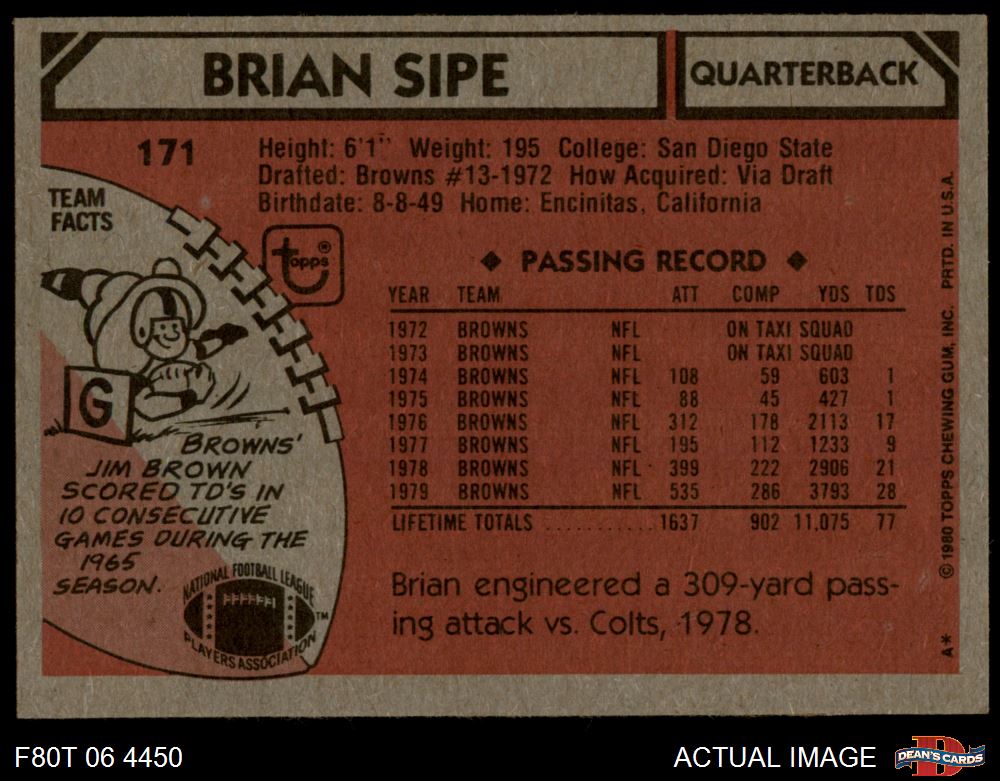 BRIAN SIPE
QUARTERBACK
171
Height: 6'1" Weight: 195 College: San Diego State
Drafted: Browns #13-1972 How Acquired: Via Draft
Birthdate: 8-8-49 Home: Encinitas, California
TEAM
FACTS
topps®
G
BROWNS'
JIM BROWN
SCORED TD'S IN
10 CONSECUTIVE
GAMES DURING THE
1965
SEASON.
NATIONAL FOOTBALL LEAGUE
PLAYERS ASSOCIATION
TM
◆ PASSING RECORD ◆
YEAR TEAM ATT COMP YDS TDS
1972 BROWNS NFL ON TAXI SQUAD
1973 BROWNS NFL ON TAXI SQUAD
1974 BROWNS NFL 108 59 603 1
1975 BROWNS NFL 88 45 427 1
1976 BROWNS NFL 312 178 2113 17
1977 BROWNS NFL 195 112 1233 9
1978 BROWNS NFL 399 222 2906 21
1979 BROWNS NFL 535 286 3793 28
LIFETIME TOTALS ........... 1637 902 11,075 77
Brian engineered a 309-yard pass-
ing attack vs. Colts, 1978.
A* © 1980 TOPPS CHEWING GUM, INC. PRTD. IN U.S.A.
F80T 06 4450
ACTUAL IMAGE
D
DEAN'S CARDS